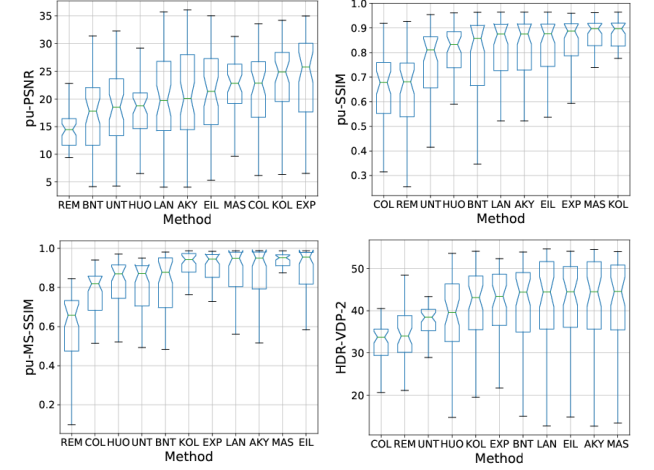 35
30
25
20
15
10
5
pu-PSNR
REM BNT UNT HUO LAN AKY EIL MAS COL KOL EXP
Method
1.0
0.9
0.8
0.7
0.6
0.5
0.4
0.3
pu-SSIM
COL REM UNT HUO BNT LAN AKY EIL EXP MAS KOL
Method
1.0
0.8
0.6
0.4
0.2
pu-MS-SSIM
REM COL HUO UNT BNT KOL EXP LAN AKY MAS EIL
Method
50
40
30
20
HDR-VDP-2
COL REM UNT HUO KOL EXP BNT LAN EIL AKY MAS
Method